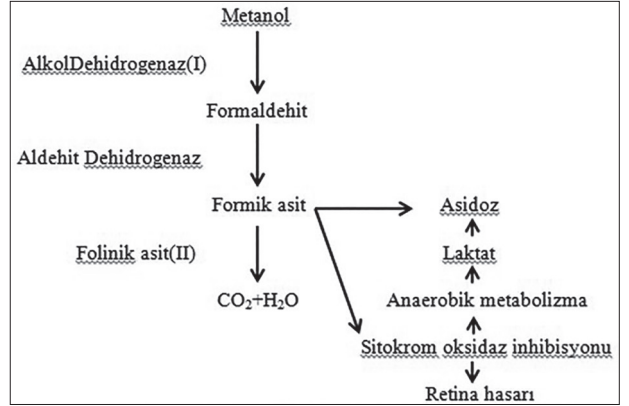 Metanol
AlkolDehidrogenaz(I)
Formaldehit
Aldehit Dehidrogenaz
Formik asit
Asidoz
Folinik asit(II)
Laktat
CO₂+H₂O
Anaerobik metabolizma
Sitokrom oksidaz inhibisyonu
Retina hasarı